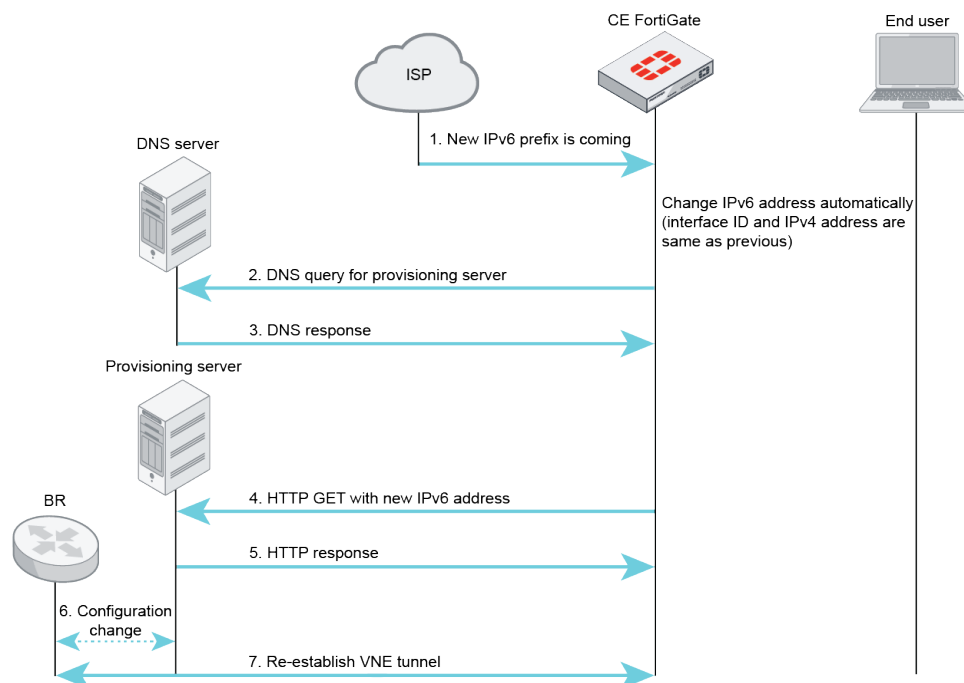 CE FortiGate
End user
ISP
1. New IPv6 prefix is coming
DNS server
Change IPv6 address automatically
(interface ID and IPv4 address are
same as previous)
2. DNS query for provisioning server
3. DNS response
Provisioning server
4. HTTP GET with new IPv6 address
BR
5. HTTP response
6. Configuration
change
7. Re-establish VNE tunnel